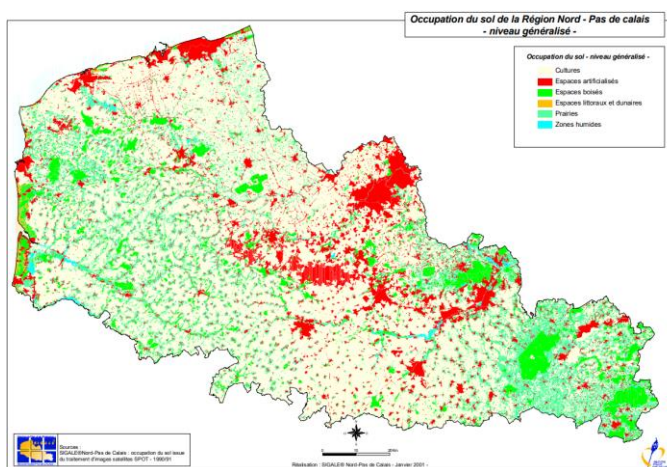 Occupation du sol de la Région Nord - Pas de calais
- niveau généralisé -
Occupation du sol - niveau généralisé -
Cultures
Espaces artificialisés
Espaces boisés
Espaces littoraux et dunaires
Prairies
Zones humides
Sources :
SIGALE®Nord-Pas de Calais : occupation du sol issue
du traitement d'images satellites SPOT - 1990/91
Réalisation : SIGALE® Nord-Pas de Calais - Janvier 2001 -